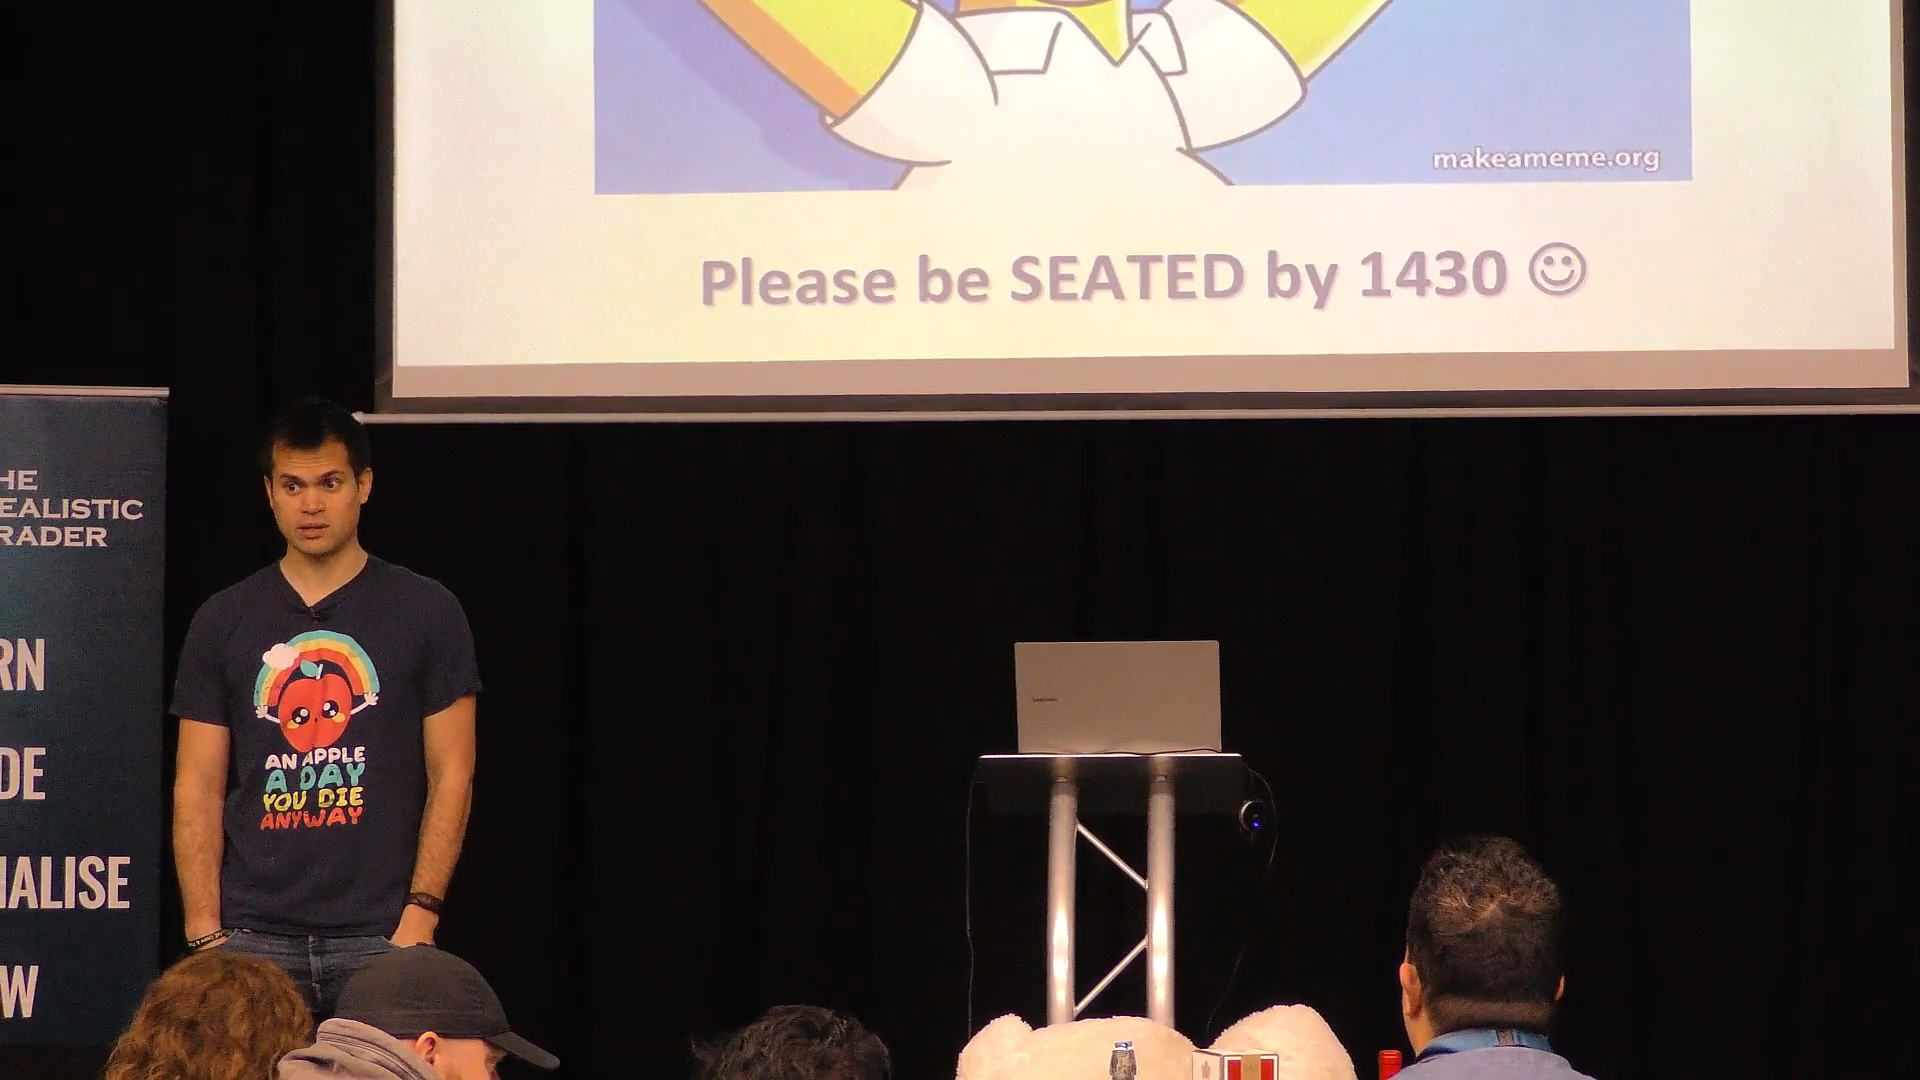 makeameme.org
Please be SEATED by 1430
HE
EALISTIC
RADER
RN
DE
IALISE
W
AN APPLE
A DAY
YOU DIE
ANYWAY